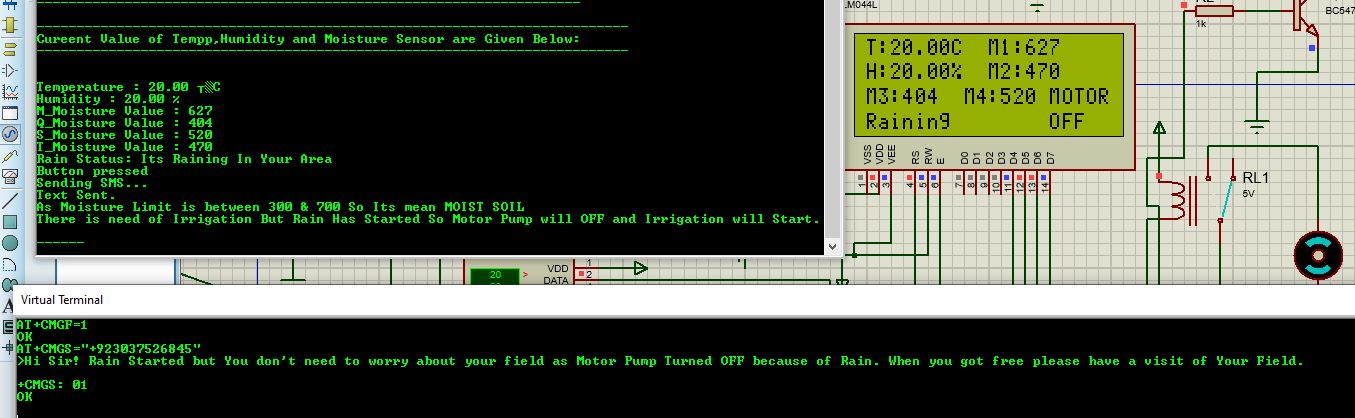 ------------------------------------------------------------
Cureent Value of Tempp,Humidity and Moisture Sensor are Given Below:
------------------------------------------------------------
Temperature : 20.00 ┬▒C
Humidity : 20.00 %
M_Moisture Value : 627
Q_Moisture Value : 404
S_Moisture Value : 520
T_Moisture Value : 470
Rain Status: Its Raining In Your Area
Button pressed
Sending SMS...
Text Sent.
As Moisture Limit is between 300 & 700 So Its mean MOIST SOIL
There is need of Irrigation But Rain Has Started So Motor Pump will OFF and Irrigation will Start.
------
LM044L
T:20.00C M1:627
H:20.00% M2:470
M3:404 M4:520 MOTOR
Raining OFF
VSS VDD VEE RS RW E D0 D1 D2 D3 D4 D5 D6 D7
1 2 3 4 5 6 7 8 9 10 11 12 13 14
1k
BC547
RL1
5V
20
>
VDD 1
DATA 2
Virtual Terminal
AT+CMGF=1
OK
AT+CMGS="+923037526845"
>Hi Sir! Rain Started but You don't need to worry about your field as Motor Pump Turned OFF because of Rain. When you got free please have a visit of Your Field.
+CMGS: 01
OK